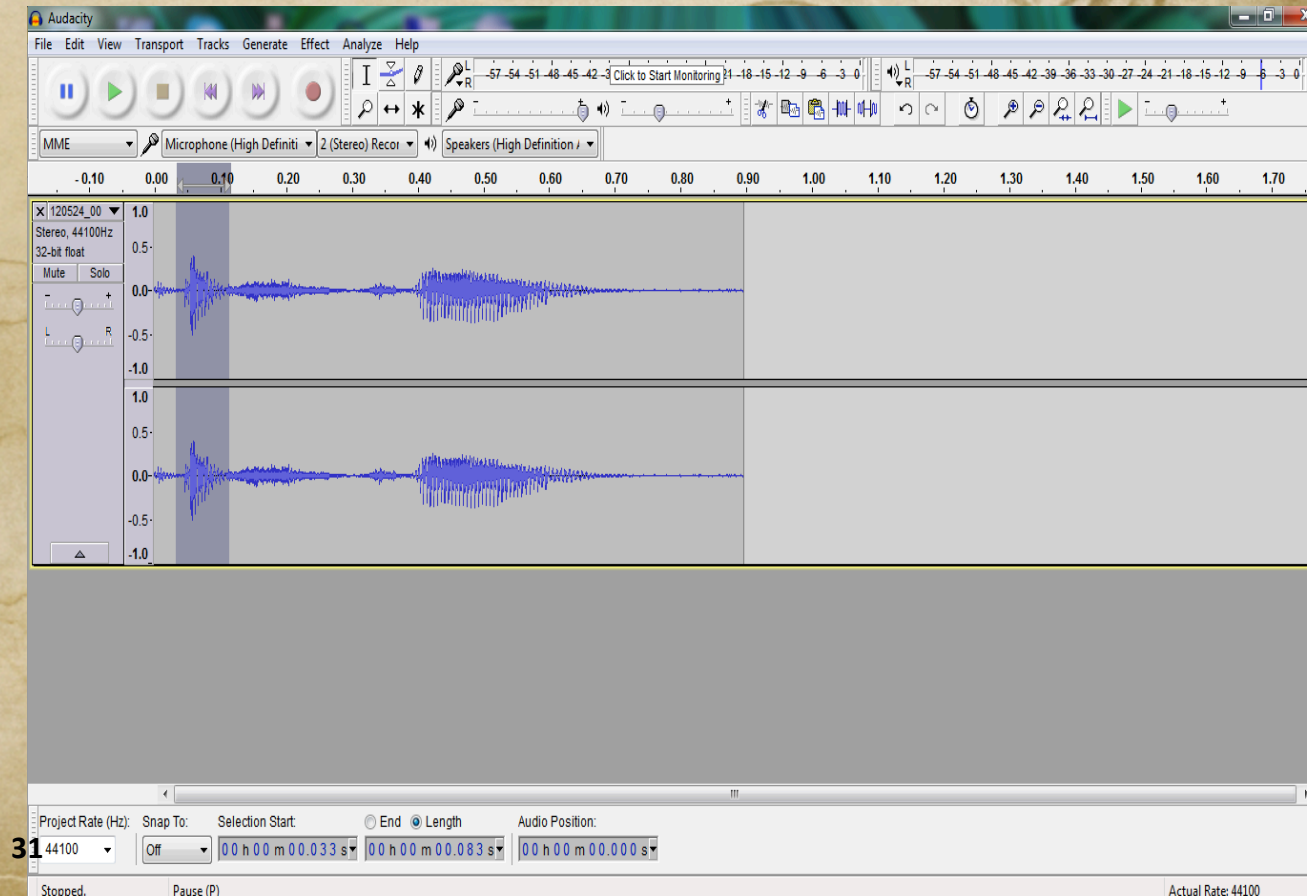 Audacity
File Edit View Transport Tracks Generate Effect Analyze Help
L R -57 -54 -51 -48 -45 -42 -3 Click to Start Monitoring 21 -18 -15 -12 -9 -6 -3 0 L R -57 -54 -51 -48 -45 -42 -39 -36 -33 -30 -27 -24 -21 -18 -15 -12 -9 -6 -3 0
MME Microphone (High Definiti 2 (Stereo) Recor Speakers (High Definition
- 0.10 0.00 0.10 0.20 0.30 0.40 0.50 0.60 0.70 0.80 0.90 1.00 1.10 1.20 1.30 1.40 1.50 1.60 1.70
X 120524_00 1.0
Stereo, 44100Hz
32-bit float 0.5
Mute Solo
- + 0.0
L R -0.5
-1.0
1.0
0.5
0.0
-0.5
-1.0
Project Rate (Hz): Snap To: Selection Start: End Length Audio Position:
44100 Off 00 h 00 m 00.033 s 00 h 00 m 00.083 s 00 h 00 m 00.000 s
31
Stopped. Pause (P) Actual Rate: 44100